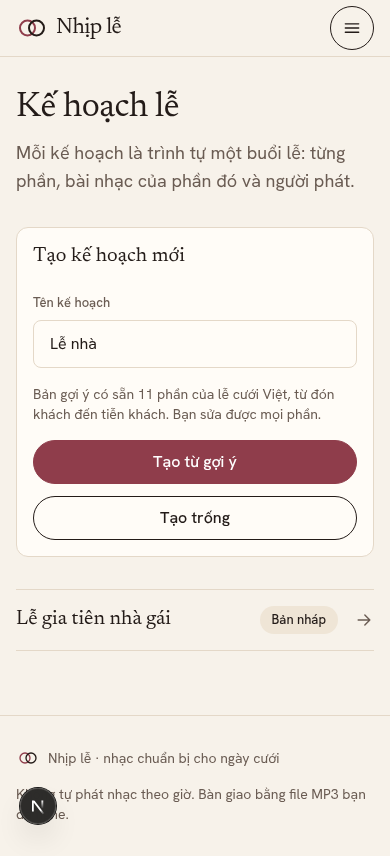 Nhịp lễ
Kế hoạch lễ
Mỗi kế hoạch là trình tự một buổi lễ: từng
phần, bài nhạc của phần đó và người phát.
Tạo kế hoạch mới
Tên kế hoạch
Lễ nhà
Bản gợi ý có sẵn 11 phần của lễ cưới Việt, từ đón
khách đến tiễn khách. Bạn sửa được mọi phần.
Tạo từ gợi ý
Tạo trống
Lễ gia tiên nhà gái
Bản nháp
Nhịp lễ · nhạc chuẩn bị cho ngày cưới
tự phát nhạc theo giờ. Bàn giao bằng file MP3 bạn
N